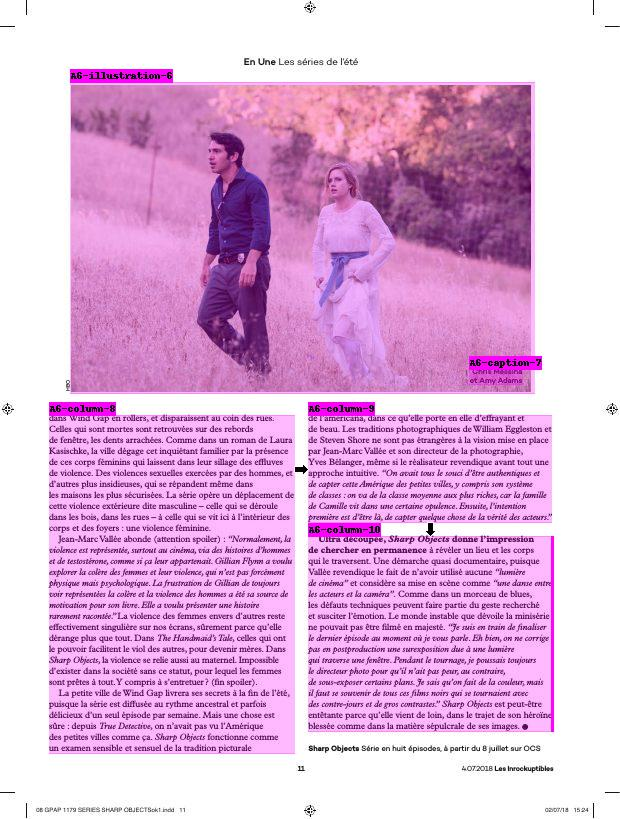 En Une Les séries de l'été
A6-illustration-6
HBO
A6-caption-7
Chris Messina
et Amy Adams
A6-column-8
dans Wind Gap en rollers, et disparaissent au coin des rues.
Celles qui sont mortes sont retrouvées sur des rebords
de fenêtre, les dents arrachées. Comme dans un roman de Laura
Kasischke, la ville dégage cet inquiétant familier par la présence
de ces corps féminins qui laissent dans leur sillage des effluves
de violence. Des violences sexuelles exercées par des hommes, et
d'autres plus insidieuses, qui se répandent même dans
les maisons les plus sécurisées. La série opère un déplacement de
cette violence extérieure dite masculine – celle qui se déroule
dans les bois, dans les rues – à celle qui se vit ici à l'intérieur des
corps et des foyers : une violence féminine.
Jean-Marc Vallée abonde (attention spoiler) : "Normalement, la
violence est représentée, surtout au cinéma, via des histoires d'hommes
et de testostérone, comme si ça leur appartenait. Gillian Flynn a voulu
explorer la colère des femmes et leur violence, qui n'est pas forcément
physique mais psychologique. La frustration de Gillian de toujours
voir représentées la colère et la violence des hommes a été sa source de
motivation pour son livre. Elle a voulu présenter une histoire
rarement racontée." La violence des femmes envers d'autres reste
effectivement singulière sur nos écrans, sûrement parce qu'elle
dérange plus que tout. Dans The Handmaid's Tale, celles qui ont
le pouvoir facilitent le viol des autres, pour devenir mères. Dans
Sharp Objects, la violence se relie aussi au maternel. Impossible
d'exister dans la société sans ce statut, pour lequel les femmes
sont prêtes à tout. Y compris à s'entretuer ? (fin spoiler).
La petite ville de Wind Gap livrera ses secrets à la fin de l'été,
puisque la série est diffusée au rythme ancestral et parfois
délicieux d'un seul épisode par semaine. Mais une chose est
sûre : depuis True Detective, on n'avait pas vu l'Amérique
des petites villes comme ça. Sharp Objects fonctionne comme
un examen sensible et sensuel de la tradition picturale
A6-column-9
de l'americana, dans ce qu'elle porte en elle d'effrayant et
de beau. Les traditions photographiques de William Eggleston et
de Steven Shore ne sont pas étrangères à la vision mise en place
par Jean-Marc Vallée et son directeur de la photographie,
Yves Bélanger, même si le réalisateur revendique avant tout une
approche intuitive. "On avait tous le souci d'être authentiques et
de capter cette Amérique des petites villes, y compris son système
de classes : on va de la classe moyenne aux plus riches, car la famille
de Camille vit dans une certaine opulence. Ensuite, l'intention
première est d'être là, de capter quelque chose de la vérité des acteurs."
A6-column-10
Ultra découpée, Sharp Objects donne l'impression
de chercher en permanence à révéler un lieu et les corps
qui le traversent. Une démarche quasi documentaire, puisque
Vallée revendique le fait de n'avoir utilisé aucune "lumière
de cinéma" et considère sa mise en scène comme "une danse entre
les acteurs et la caméra". Comme dans un morceau de blues,
les défauts techniques peuvent faire partie du geste recherché
et susciter l'émotion. Le monde instable que dévoile la minisérie
ne pouvait pas être filmé en majesté. "Je suis en train de finaliser
le dernier épisode au moment où je vous parle. Eh bien, on ne corrige
pas en postproduction une surexposition due à une lumière
qui traverse une fenêtre. Pendant le tournage, je poussais toujours
le directeur photo pour qu'il n'ait pas peur, au contraire,
de sous-exposer certains plans. Je sais qu'on fait de la couleur, mais
il faut se souvenir de tous ces films noirs qui se tournaient avec
des contre-jours et de gros contrastes." Sharp Objects est peut-être
entêtante parce qu'elle vient de loin, dans le trajet de son héroïne
blessée comme dans la matière sépulcrale de ses images. ●
Sharp Objects Série en huit épisodes, à partir du 8 juillet sur OCS
11
4.07.2018 Les Inrockuptibles
08 GPAP 1179 SERIES SHARP OBJECTSok1.indd 11
02/07/18 15:24